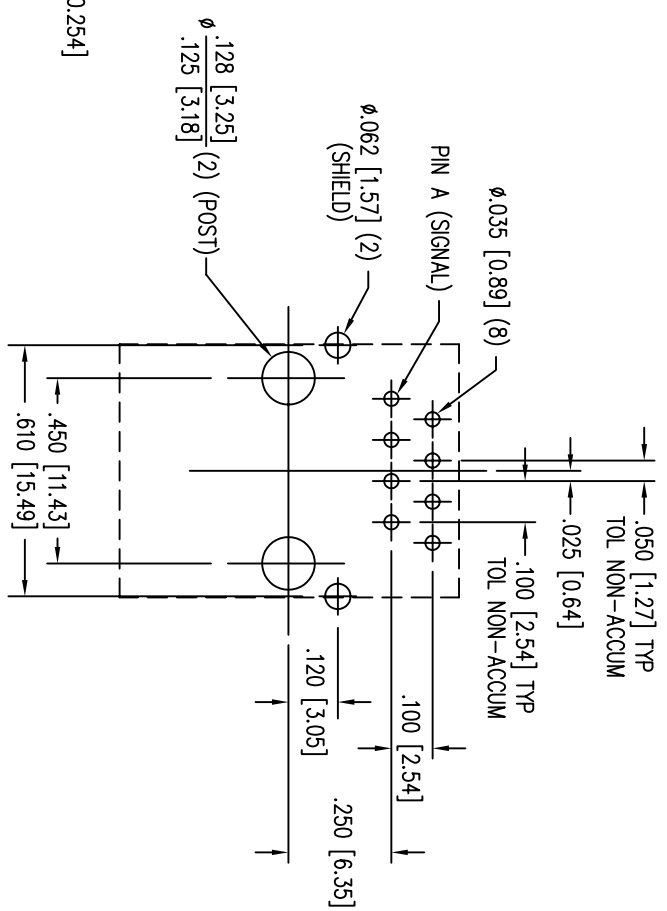 0.254]
ø .128 [3.25]
.125 [3.18] (2) (POST)
ø.062 [1.57] (2)
(SHIELD)
PIN A (SIGNAL)
ø.035 [0.89] (8)
.050 [1.27] TYP
TOL NON-ACCUM
.025 [0.64]
.100 [2.54] TYP
TOL NON-ACCUM
.100 [2.54]
.120 [3.05]
.250 [6.35]
.450 [11.43]
.610 [15.49]